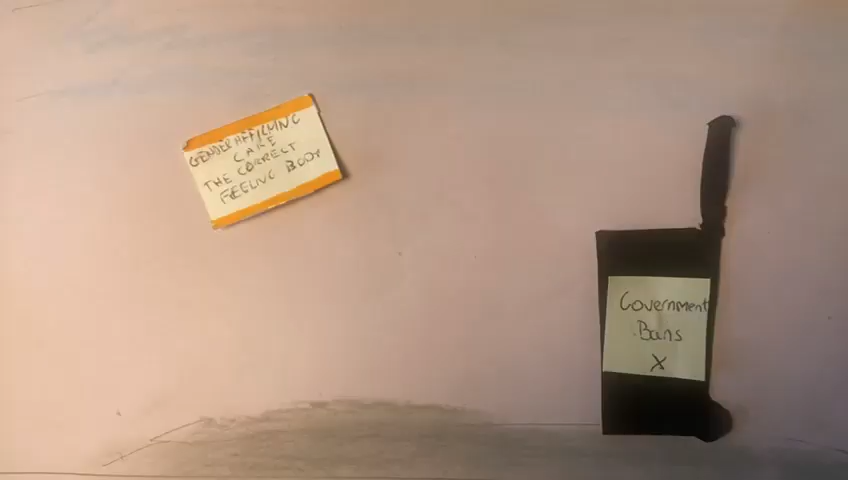 GENDER AFFIRMING
CARE
THE CORRECT
FEELING BODY
Government
Bans
X